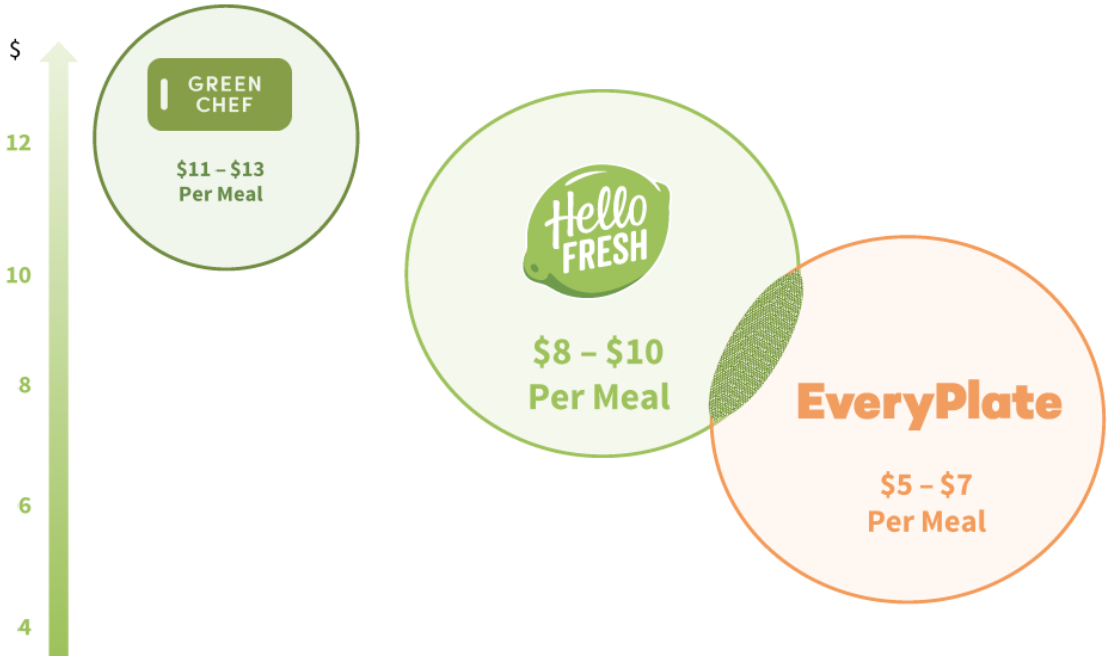 $
12
10
8
6
4
GREEN
CHEF
$11 – $13
Per Meal
Hello
FRESH
$8 – $10
Per Meal
EveryPlate
$5 – $7
Per Meal